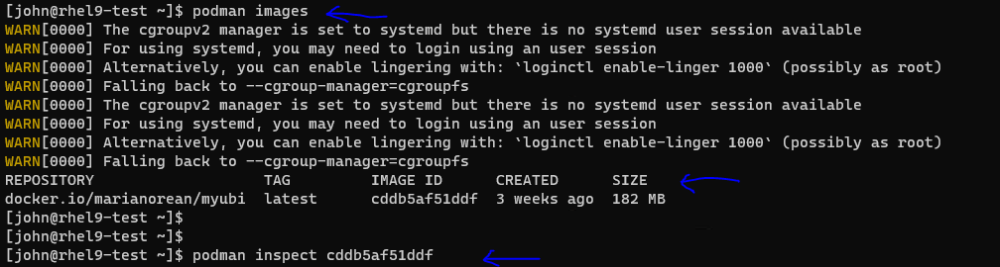 [john@rhel9-test ~]$ podman images
WARN[0000] The cgroupv2 manager is set to systemd but there is no systemd user session available
WARN[0000] For using systemd, you may need to login using an user session
WARN[0000] Alternatively, you can enable lingering with: `loginctl enable-linger 1000` (possibly as root)
WARN[0000] Falling back to --cgroup-manager=cgroupfs
WARN[0000] The cgroupv2 manager is set to systemd but there is no systemd user session available
WARN[0000] For using systemd, you may need to login using an user session
WARN[0000] Alternatively, you can enable lingering with: `loginctl enable-linger 1000` (possibly as root)
WARN[0000] Falling back to --cgroup-manager=cgroupfs
REPOSITORY TAG IMAGE ID CREATED SIZE
docker.io/marianorean/myubi latest cddb5af51ddf 3 weeks ago 182 MB
[john@rhel9-test ~]$
[john@rhel9-test ~]$
[john@rhel9-test ~]$ podman inspect cddb5af51ddf